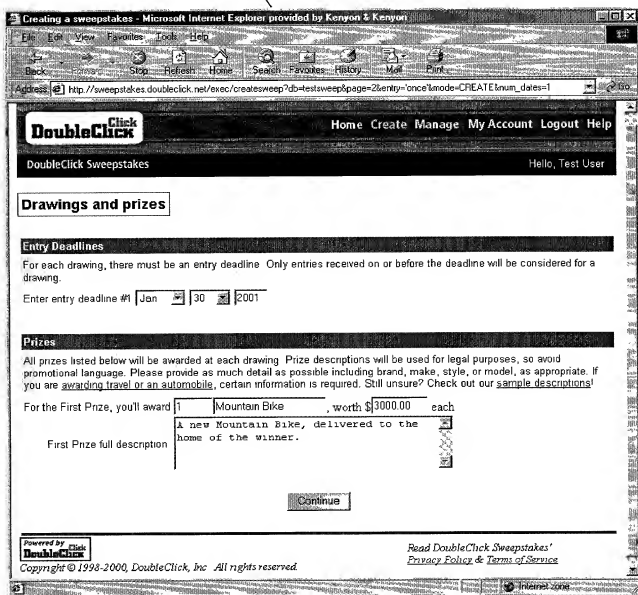 Creating a sweepstakes - Microsoft Internet Explorer provided by Kenyon & Kenyon
File Edit View Favorites Tools Help
Back Forward Stop Refresh Home Search Favorites History Mail Print
Address http://sweepstakes.doubleclick.net/exec/createsweep?db=testsweep&page=2&entry='once'&mode=CREATE&num_dates=1 Go
DoubleClick Click
Home Create Manage My Account Logout Help
DoubleClick Sweepstakes Hello, Test User
Drawings and prizes
Entry Deadlines
For each drawing, there must be an entry deadline Only entries received on or before the deadline will be considered for a
drawing.
Enter entry deadline #1 Jan 30 2001
Prizes
All prizes listed below will be awarded at each drawing Prize descriptions will be used for legal purposes, so avoid
promotional language. Please provide as much detail as possible including brand, make, style, or model, as appropriate. If
you are awarding travel or an automobile, certain information is required. Still unsure? Check out our sample descriptions!
For the First Prize, you'll award 1 Mountain Bike , worth $ 3000.00 each
First Prize full description
A new Mountain Bike, delivered to the
home of the winner.
Continue
Powered by Click
DoubleClick
Copyright © 1998-2000, DoubleClick, Inc All rights reserved.
Read DoubleClick Sweepstakes'
Privacy Policy & Terms of Service
Internet zone